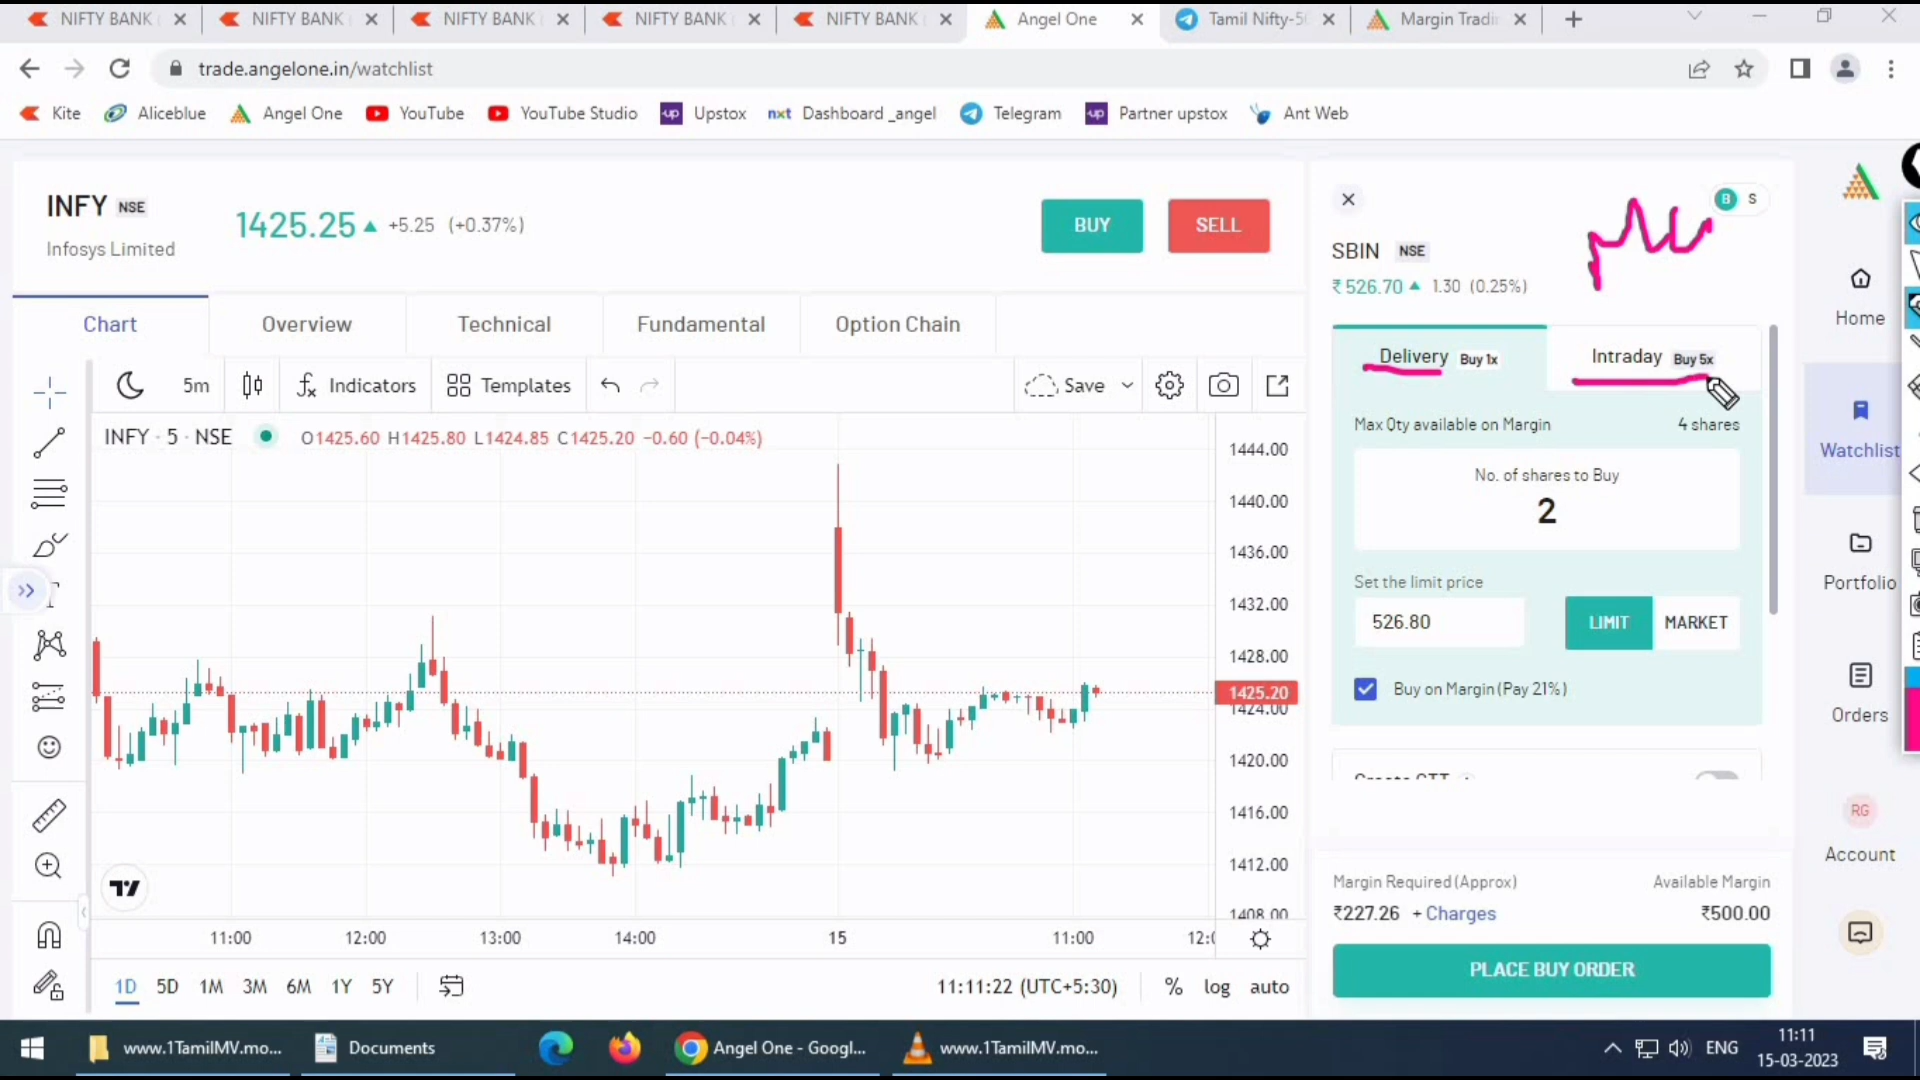 NIFTY BANK
NIFTY BANK
NIFTY BANK
NIFTY BANK
NIFTY BANK
Angel One
Tamil Nifty-5
Margin Tradi
trade.angelone.in/watchlist
Kite
Aliceblue
Angel One
YouTube
YouTube Studio
up Upstox
nxt Dashboard _angel
Telegram
up Partner upstox
Ant Web
INFY NSE
Infosys Limited
1425.25 ▲ +5.25 (+0.37%)
BUY
SELL
Chart
Overview
Technical
Fundamental
Option Chain
5m
Indicators
Templates
Save
INFY · 5 · NSE
O1425.60 H1425.80 L1424.85 C1425.20 −0.60 (−0.04%)
1444.00
1440.00
1436.00
1432.00
1428.00
1425.20
1424.00
1420.00
1416.00
1412.00
1408.00
11:00
12:00
13:00
14:00
15
11:00
1D 5D 1M 3M 6M 1Y 5Y
11:11:22 (UTC+5:30)
% log auto
B S
SBIN NSE
₹526.70 ▲ 1.30 (0.25%)
Delivery Buy 1x
Intraday Buy 5x
Max Qty available on Margin
4 shares
No. of shares to Buy
2
Set the limit price
526.80
LIMIT
MARKET
Buy on Margin (Pay 21%)
Margin Required (Approx)
Available Margin
₹227.26 + Charges
₹500.00
PLACE BUY ORDER
Home
Watchlist
Portfolio
Orders
RG
Account
www.1TamilMV.mo...
Documents
Angel One - Googl...
www.1TamilMV.mo...
ENG
11:11
15-03-2023